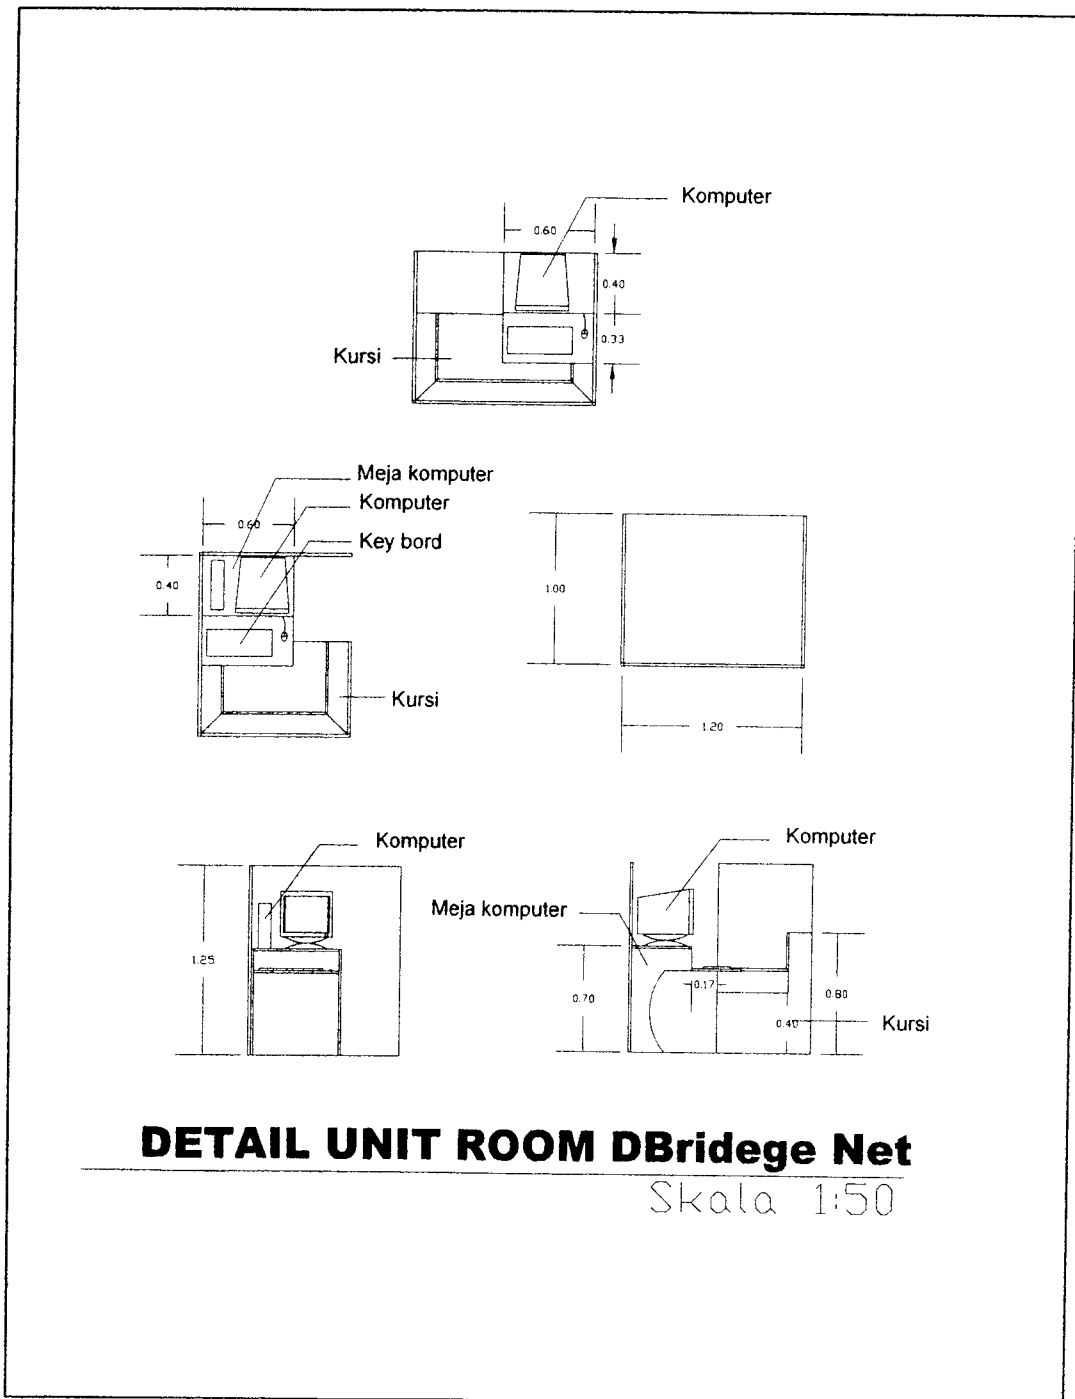 Komputer
0.60
0.40
0.33
Kursi
Meja komputer
Komputer
0.60
Key bord
0.40
Kursi
1.00
1.20
Komputer
1.25
Komputer
Meja komputer
0.70
0.17
0.80
0.40
Kursi
DETAIL UNIT ROOM DBridege Net
Skala 1:50